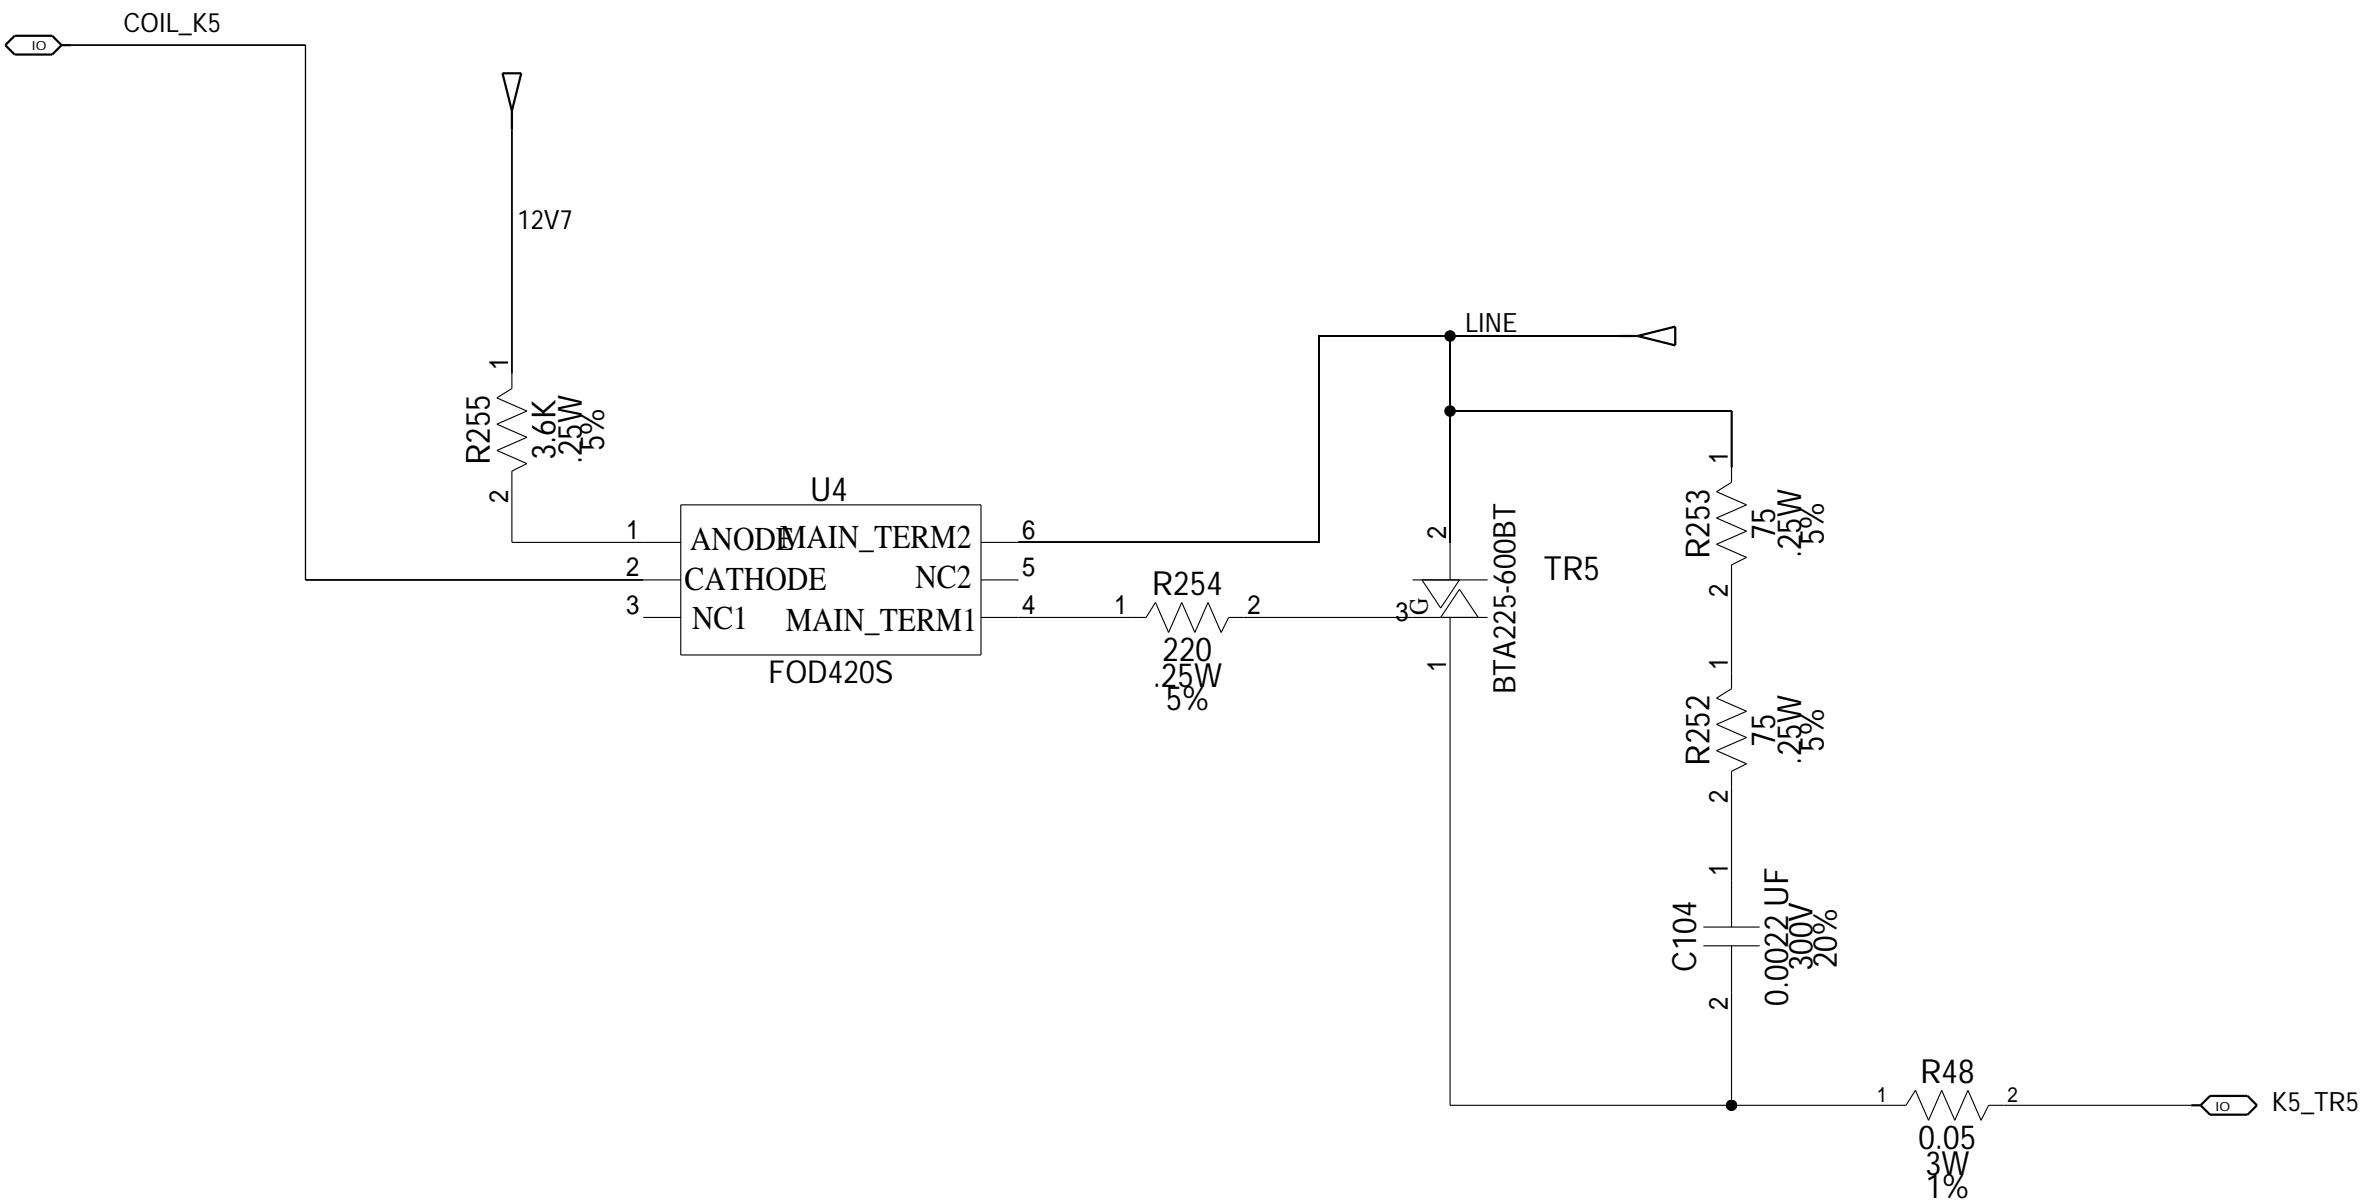 COIL_K5
IO
12V7
1
R255
3.6K
.25W
5%
2
LINE
U4
1
ANODE
MAIN_TERM2
6
2
CATHODE
NC2
5
3
NC1
MAIN_TERM1
4
FOD420S
1
R254
2
220
.25W
5%
2
3
G
1
BTA225-600BT
TR5
1
R253
75
.25W
5%
2
1
R252
75
.25W
5%
2
1
C104
0.0022 UF
300V
20%
2
R48
1
2
0.05
3W
1%
IO
K5_TR5